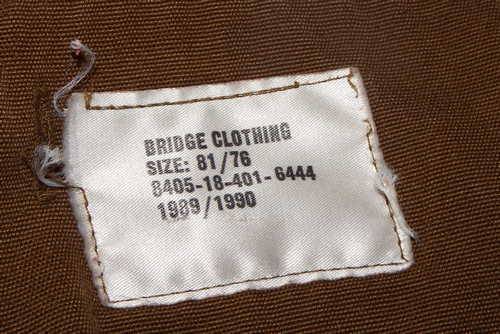 BRIDGE CLOTHING
SIZE: 81/76
8405-18-401-6444
1989/1990